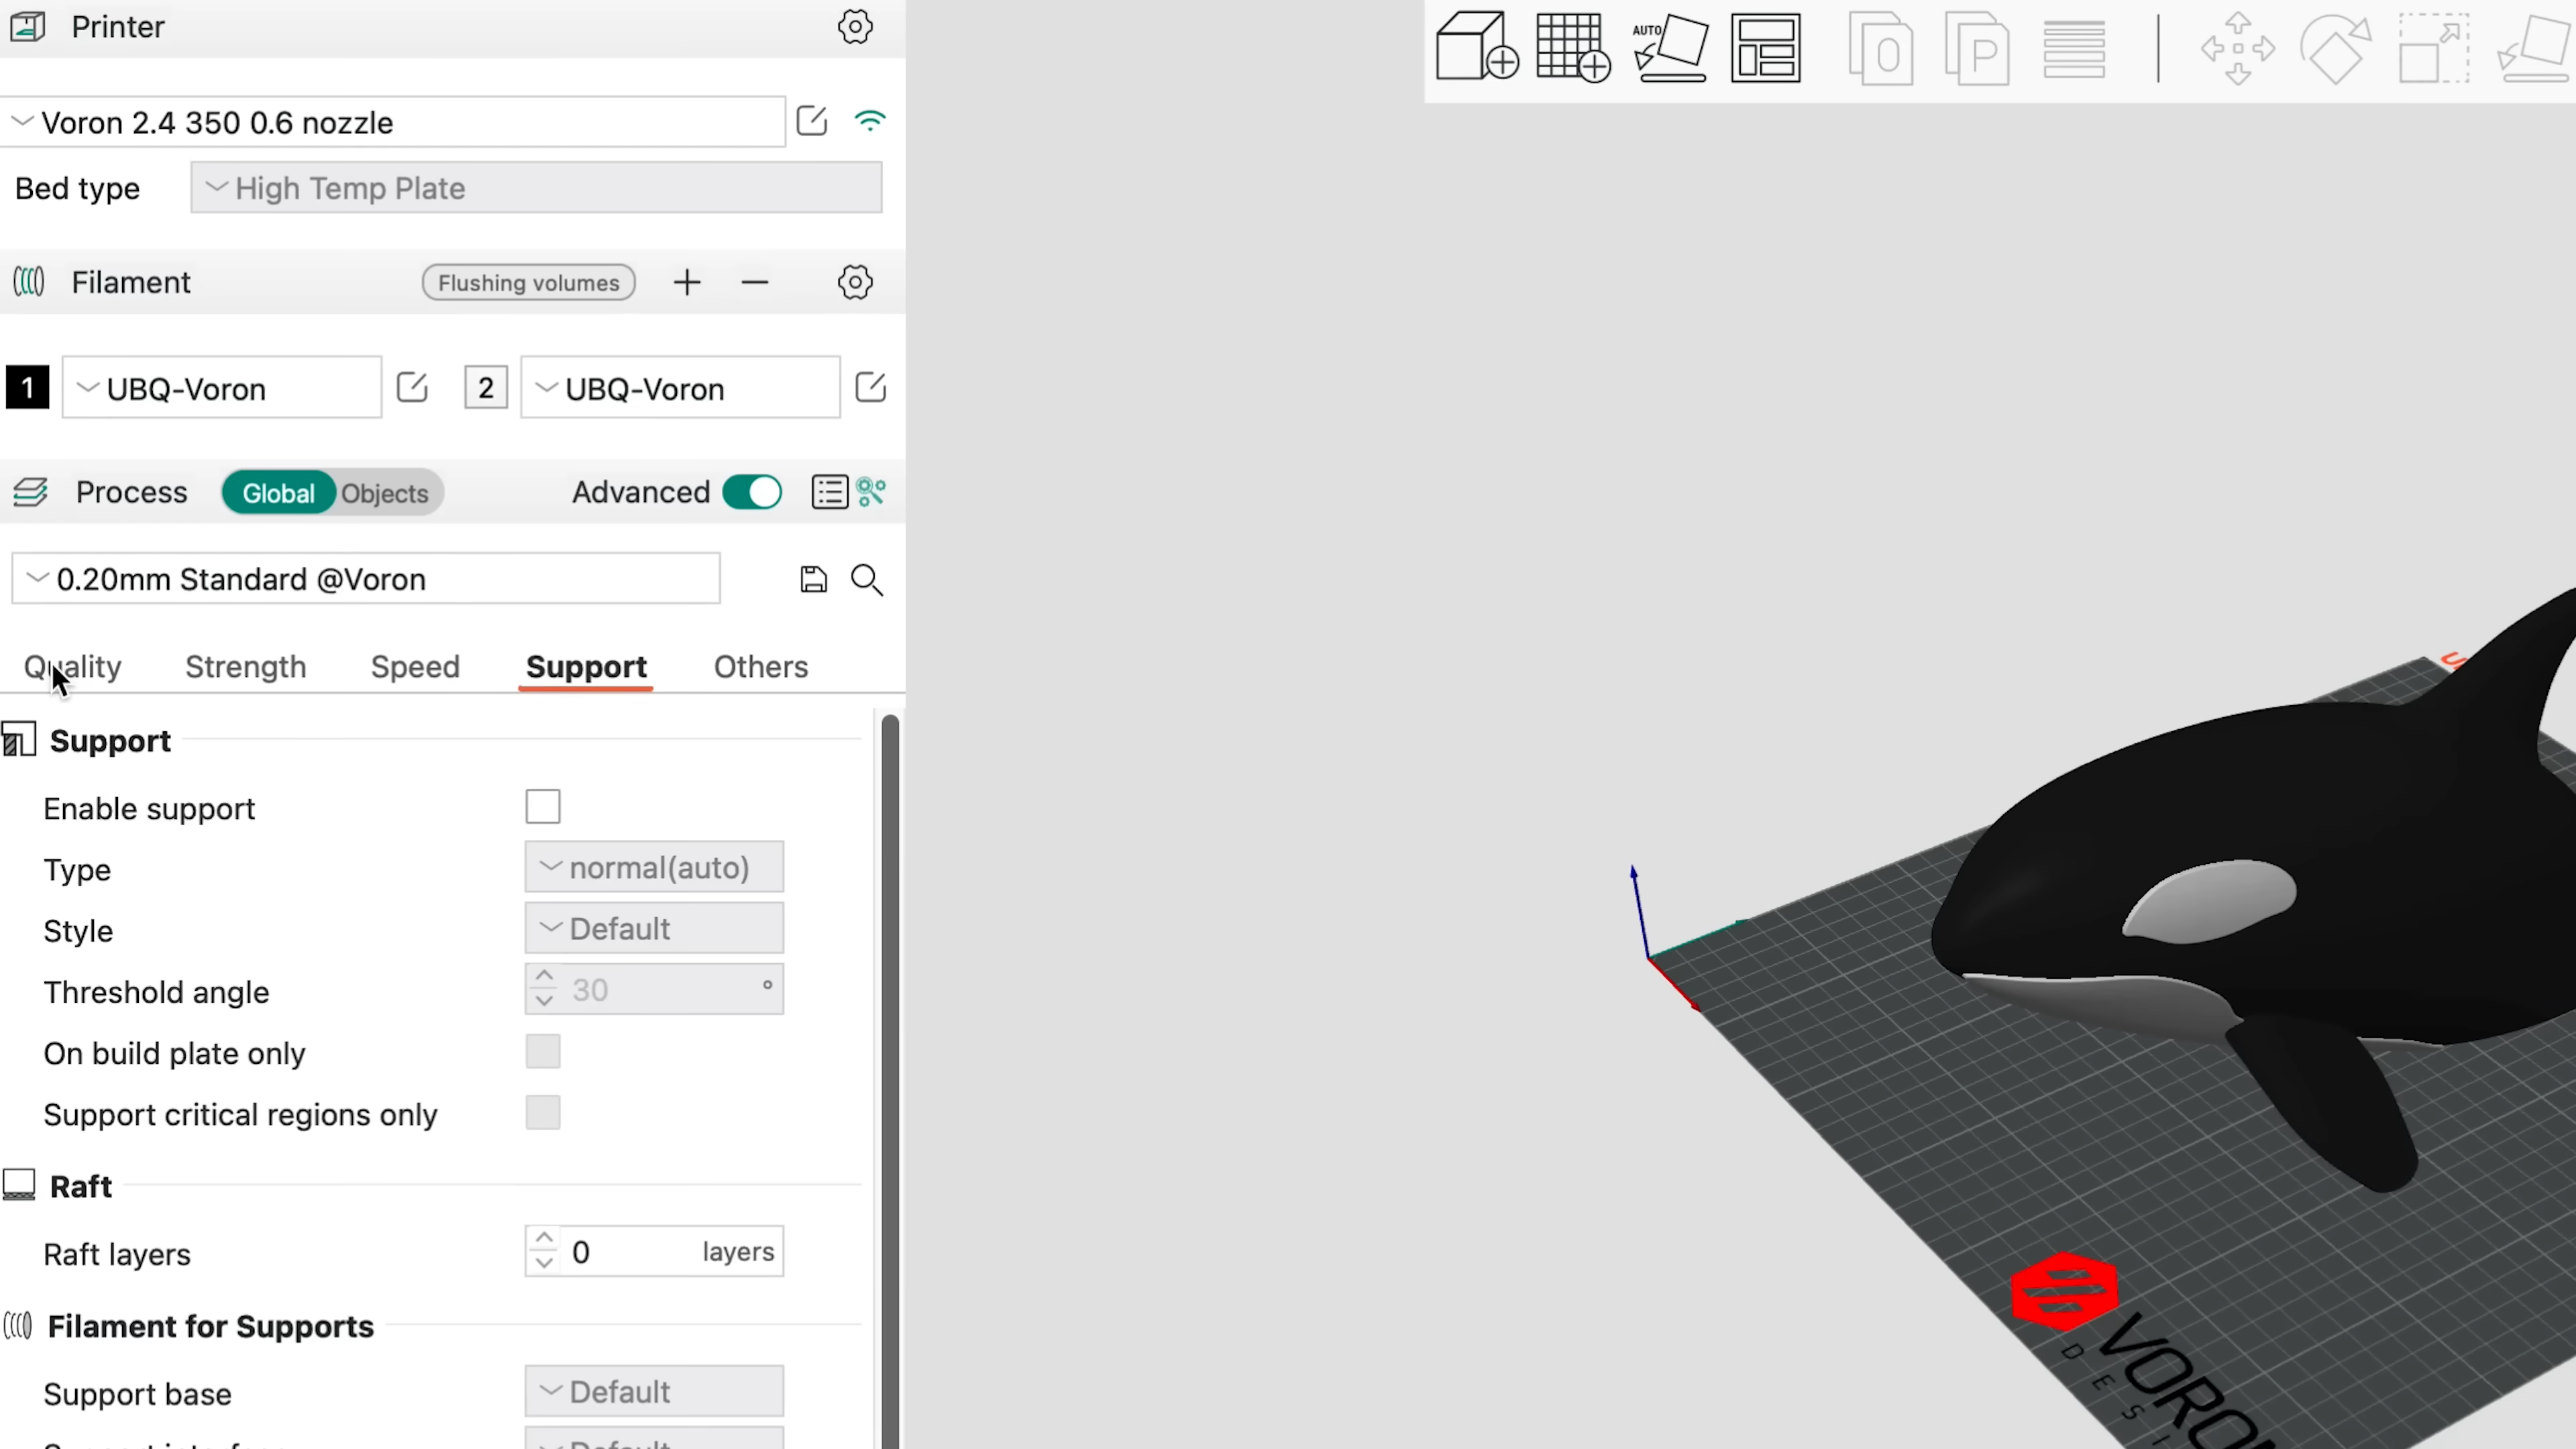 Printer
Voron 2.4 350 0.6 nozzle
Bed type
High Temp Plate
Filament
Flushing volumes
1
UBQ-Voron
2
UBQ-Voron
Process
Global
Objects
Advanced
0.20mm Standard @Voron
Quality
Strength
Speed
Support
Others
Support
Enable support
Type
normal(auto)
Style
Default
Threshold angle
30
°
On build plate only
Support critical regions only
Raft
Raft layers
0
layers
Filament for Supports
Support base
Default
AUTO
O
P
VORON